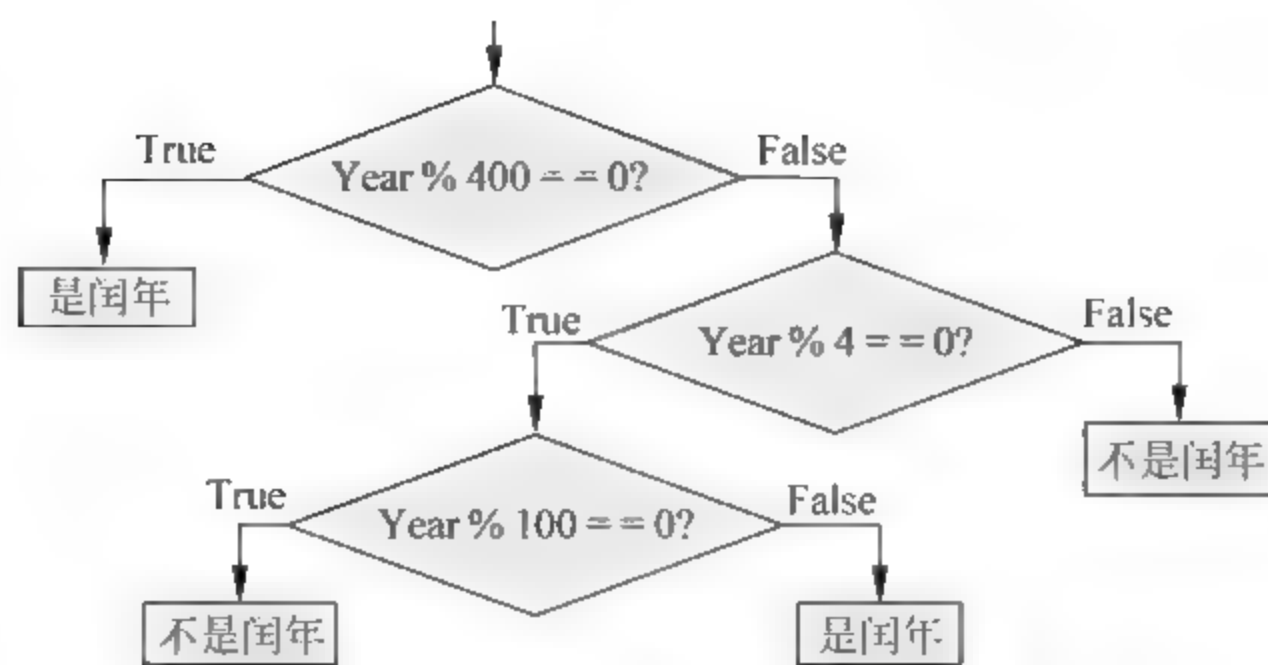 True
False
Year % 400 = = 0?
是闰年
True
False
Year % 4 = = 0?
不是闰年
True
False
Year % 100 = = 0?
不是闰年
是闰年